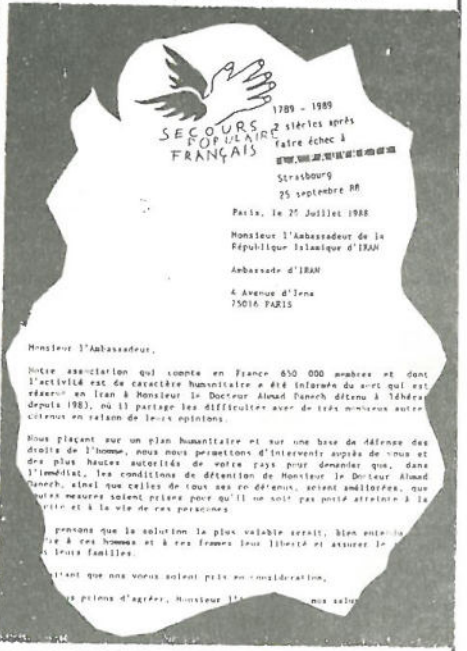 SECOURS
POPULAIRE
FRANÇAIS
1789 - 1989
2 siècles après
faire échec à
Strasbourg
25 septembre 88
Paris, le 20 Juillet 1988
Monsieur l'Ambassadeur de la
République Islamique d'IRAN
Ambassade d'IRAN
4 Avenue d'Iena
75016 PARIS
Monsieur l'Ambassadeur,
Notre association qui compte en France 650 000 membres et dont
l'activité est de caractère humanitaire a été informée du sort qui est
réservé en Iran à Monsieur le Docteur Ahmad Danech détenu à Téhéran
depuis 1983, où il partage les difficultés avec de très nombreux autre
détenus en raison de leurs opinions.
Nous plaçant sur un plan humanitaire et sur une base de défense des
droits de l'homme, nous nous permettons d'intervenir auprès de vous et
des plus hautes autorités de votre pays pour demander que, dans
l'immédiat, les conditions de détention de Monsieur le Docteur Ahmad
Danech, ainsi que celles de tous ses co détenus, soient améliorées, que
toutes mesures soient prises pour qu'il ne soit pas porté atteinte à la
et à la vie de ces personnes
pensons que la solution la plus valable serait, bien
à ces hommes et à ces femmes leur liberté et assurer le
leurs familles.
que nos voeux soient pris en considération,
prions d'agréer, Monsieur nos